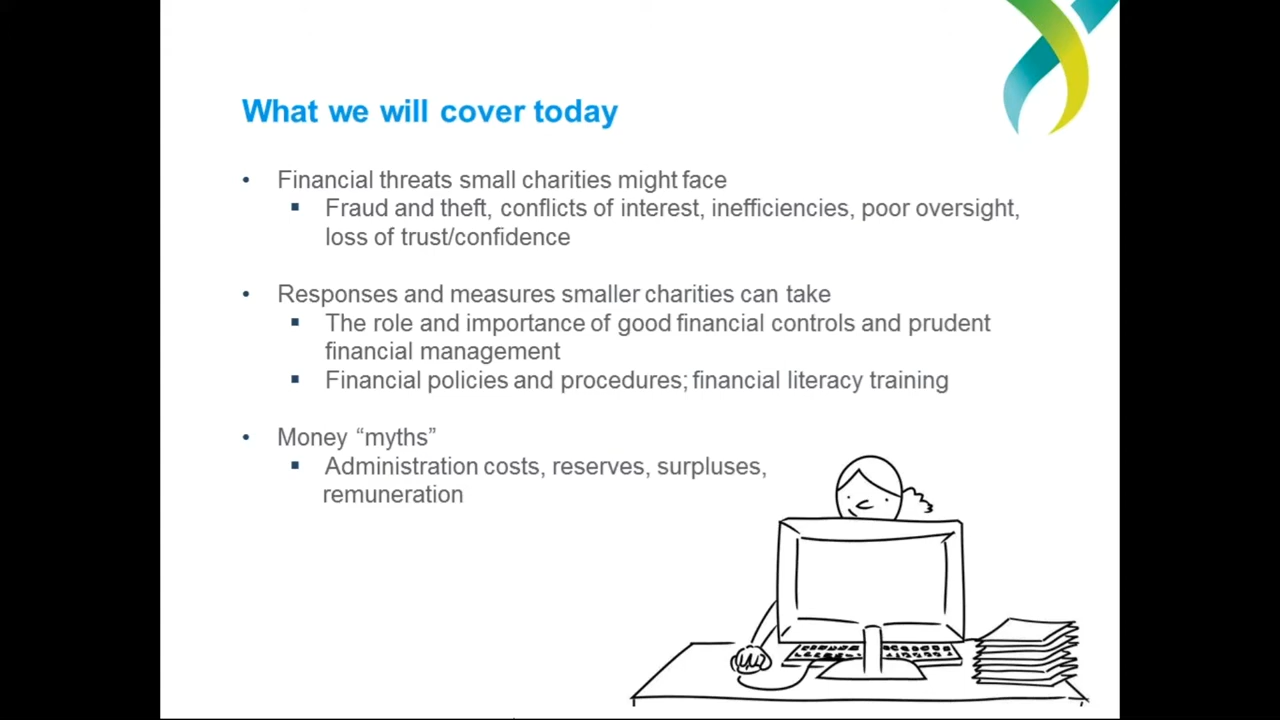 What we will cover today
• Financial threats small charities might face
▪ Fraud and theft, conflicts of interest, inefficiencies, poor oversight,
loss of trust/confidence
• Responses and measures smaller charities can take
▪ The role and importance of good financial controls and prudent
financial management
▪ Financial policies and procedures; financial literacy training
• Money “myths”
▪ Administration costs, reserves, surpluses,
remuneration